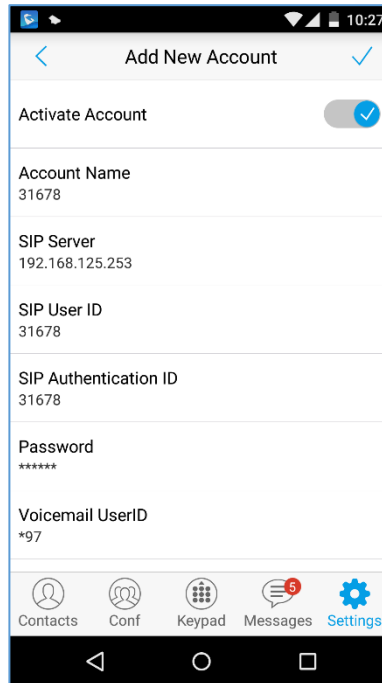 10:27
Add New Account
Activate Account
Account Name
31678
SIP Server
192.168.125.253
SIP User ID
31678
SIP Authentication ID
31678
Password
******
Voicemail UserID
*97
5
Contacts Conf Keypad Messages Settings